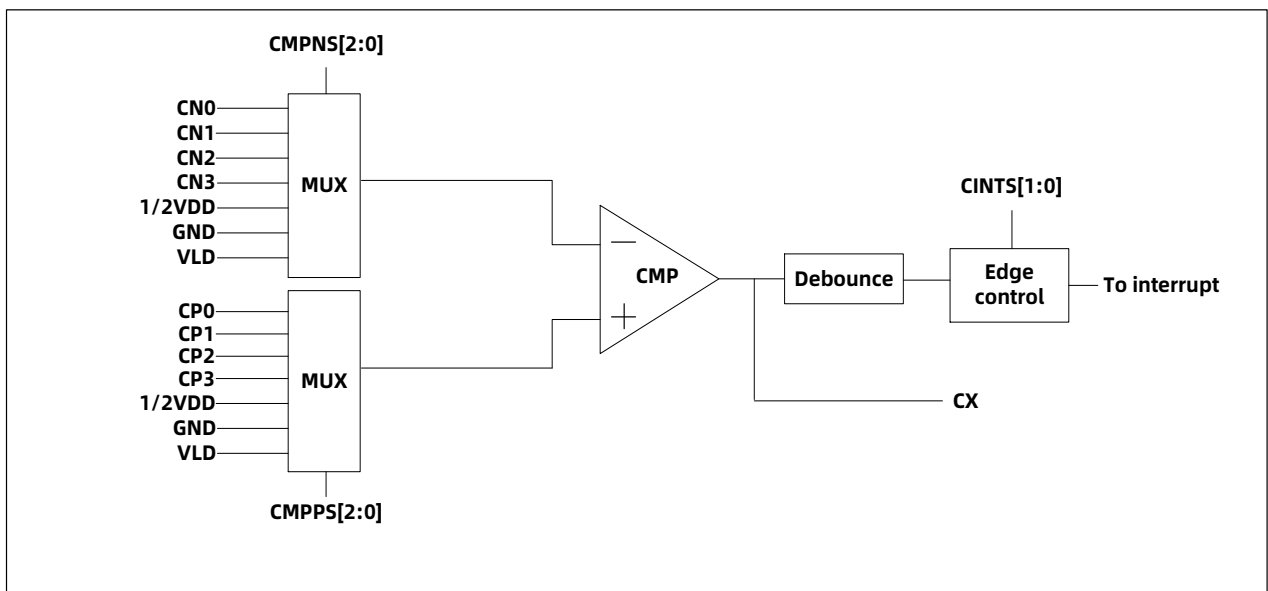 CMPNS[2:0]
CN0
CN1
CN2
CN3
1/2VDD
GND
VLD
MUX
CP0
CP1
CP2
CP3
1/2VDD
GND
VLD
MUX
CMPPS[2:0]
CMP
Debounce
CINTS[1:0]
Edge
control
To interrupt
CX